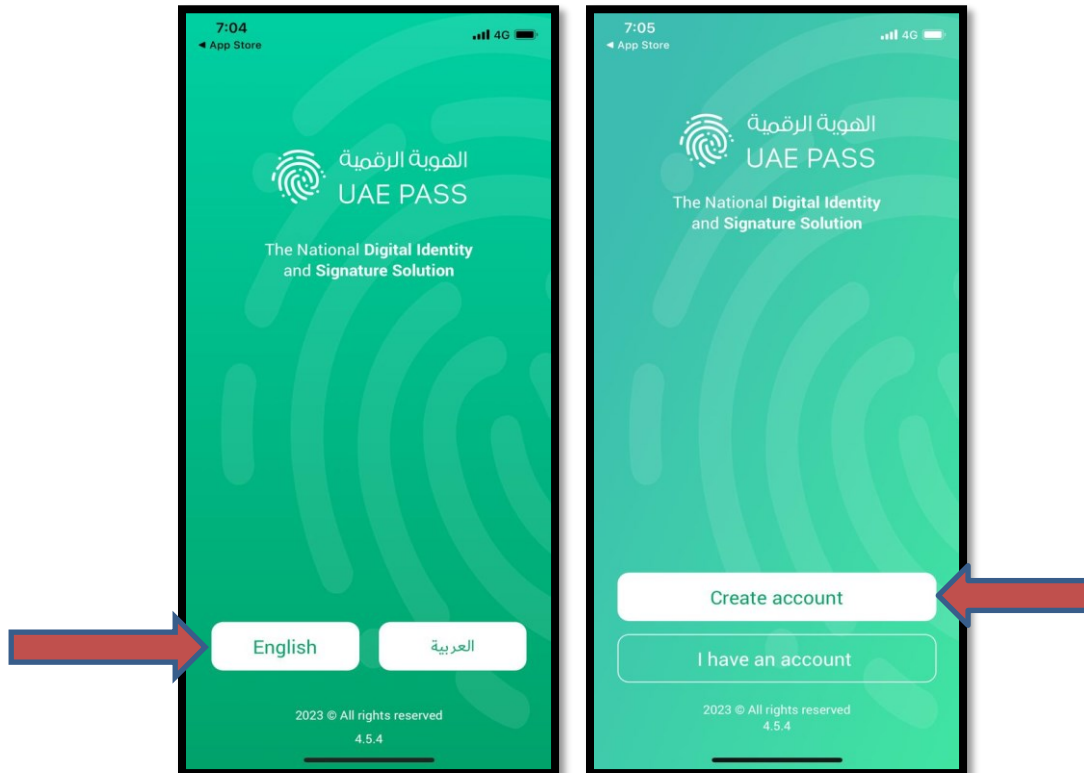 7:04
4G
◄ App Store
الهوية الرقمية
UAE PASS
The National Digital Identity
and Signature Solution
English
العربية
2023 © All rights reserved
4.5.4
7:05
4G
◄ App Store
الهوية الرقمية
UAE PASS
The National Digital Identity
and Signature Solution
Create account
I have an account
2023 © All rights reserved
4.5.4